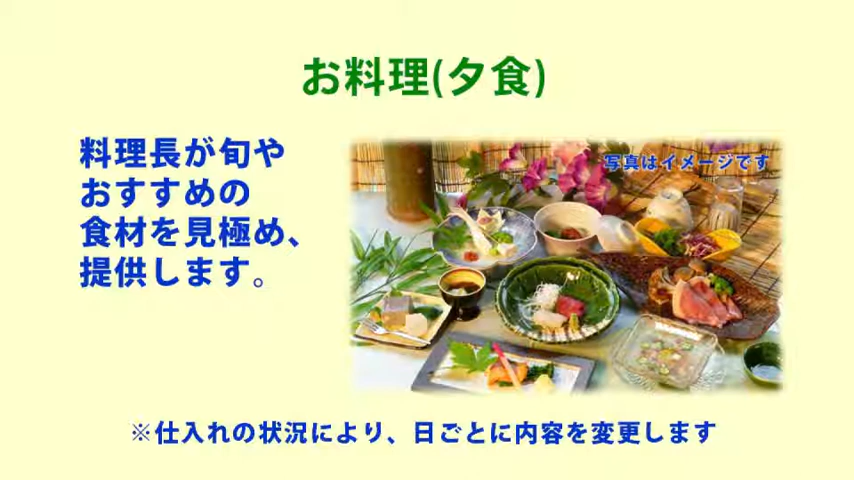 お料理(夕食)
料理長が旬や
おすすめの
食材を見極め、
提供します。
写真はイメージです
※仕入れの状況により、日ごとに内容を変更します